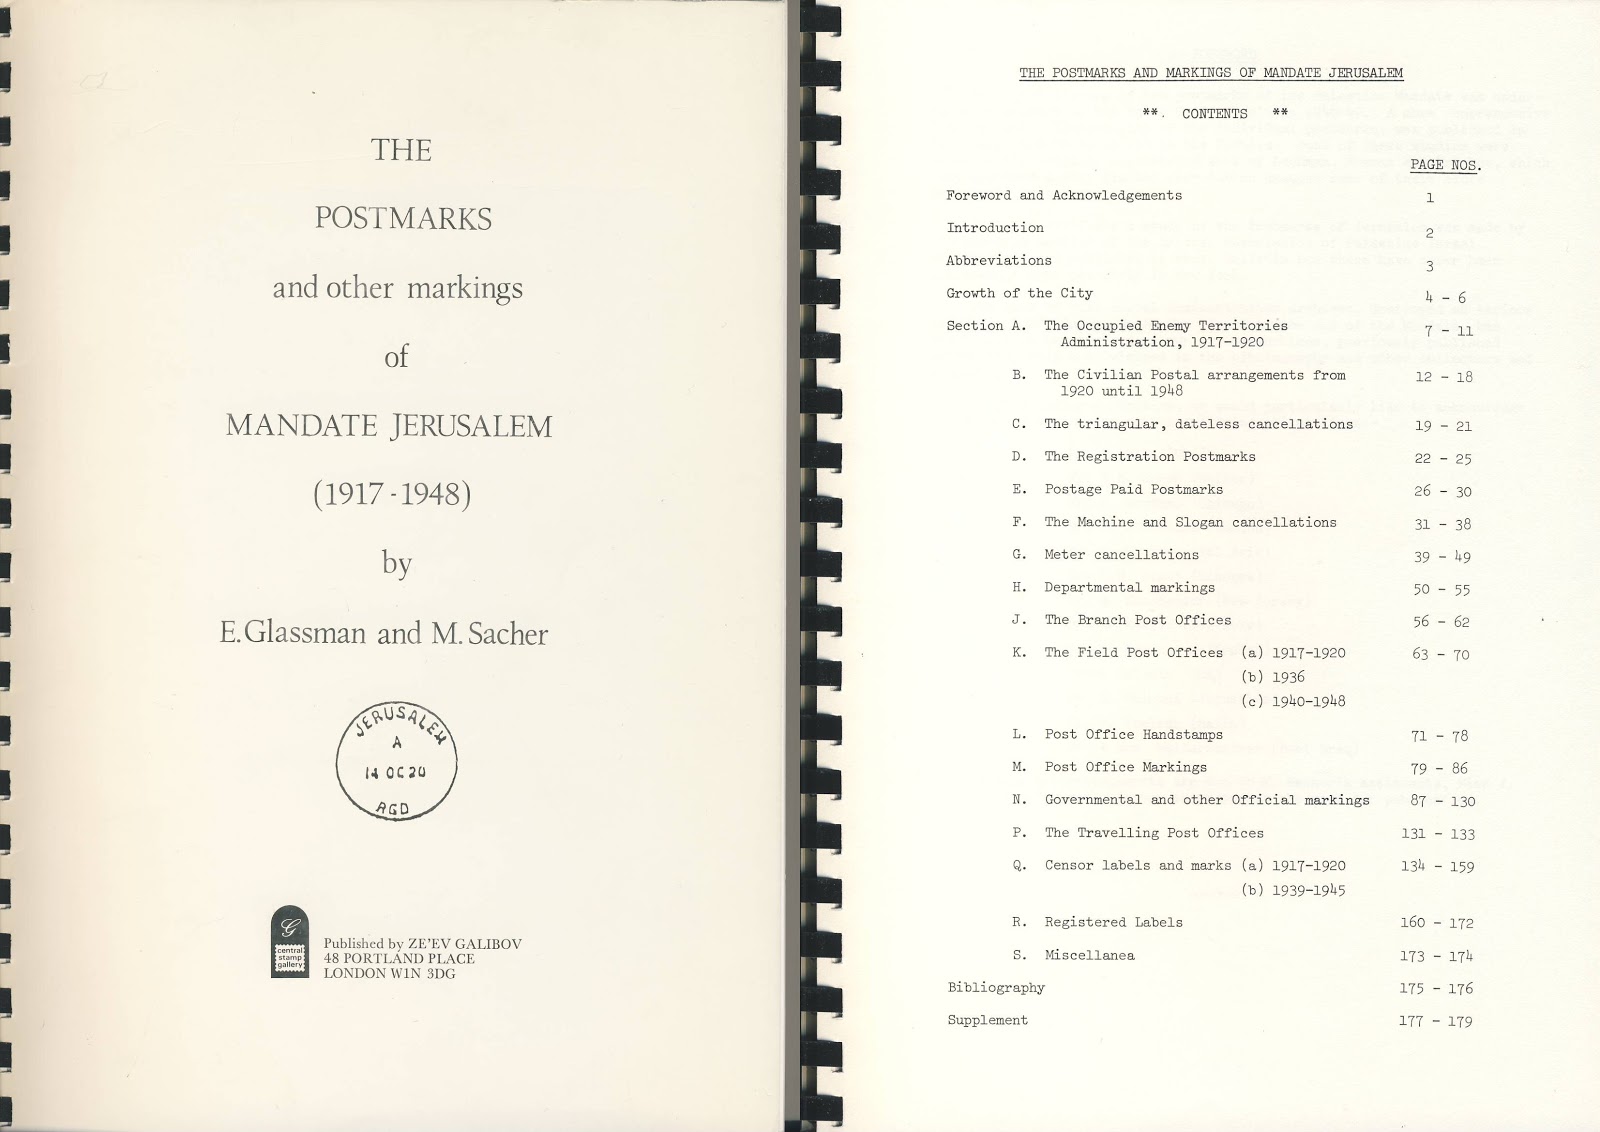 THE
POSTMARKS
and other markings
of
MANDATE JERUSALEM
(1917-1948)
by
E.Glassman and M. Sacher
JERUSALEM
A
14 OC 20
RGD
G
central
stamp
gallery
Published by ZE'EV GALIBOV
48 PORTLAND PLACE
LONDON W1N 3DG
THE POSTMARKS AND MARKINGS OF MANDATE JERUSALEM
**. CONTENTS **
PAGE NOS.
Foreword and Acknowledgements 1
Introduction 2
Abbreviations 3
Growth of the City 4 - 6
Section A. The Occupied Enemy Territories 7 - 11
Administration, 1917-1920
B. The Civilian Postal arrangements from 12 - 18
1920 until 1948
C. The triangular, dateless cancellations 19 - 21
D. The Registration Postmarks 22 - 25
E. Postage Paid Postmarks 26 - 30
F. The Machine and Slogan cancellations 31 - 38
G. Meter cancellations 39 - 49
H. Departmental markings 50 - 55
J. The Branch Post Offices 56 - 62
K. The Field Post Offices (a) 1917-1920 63 - 70
(b) 1936
(c) 1940-1948
L. Post Office Handstamps 71 - 78
M. Post Office Markings 79 - 86
N. Governmental and other Official markings 87 - 130
P. The Travelling Post Offices 131 - 133
Q. Censor labels and marks (a) 1917-1920 134 - 159
(b) 1939-1945
R. Registered Labels 160 - 172
S. Miscellanea 173 - 174
Bibliography 175 - 176
Supplement 177 - 179